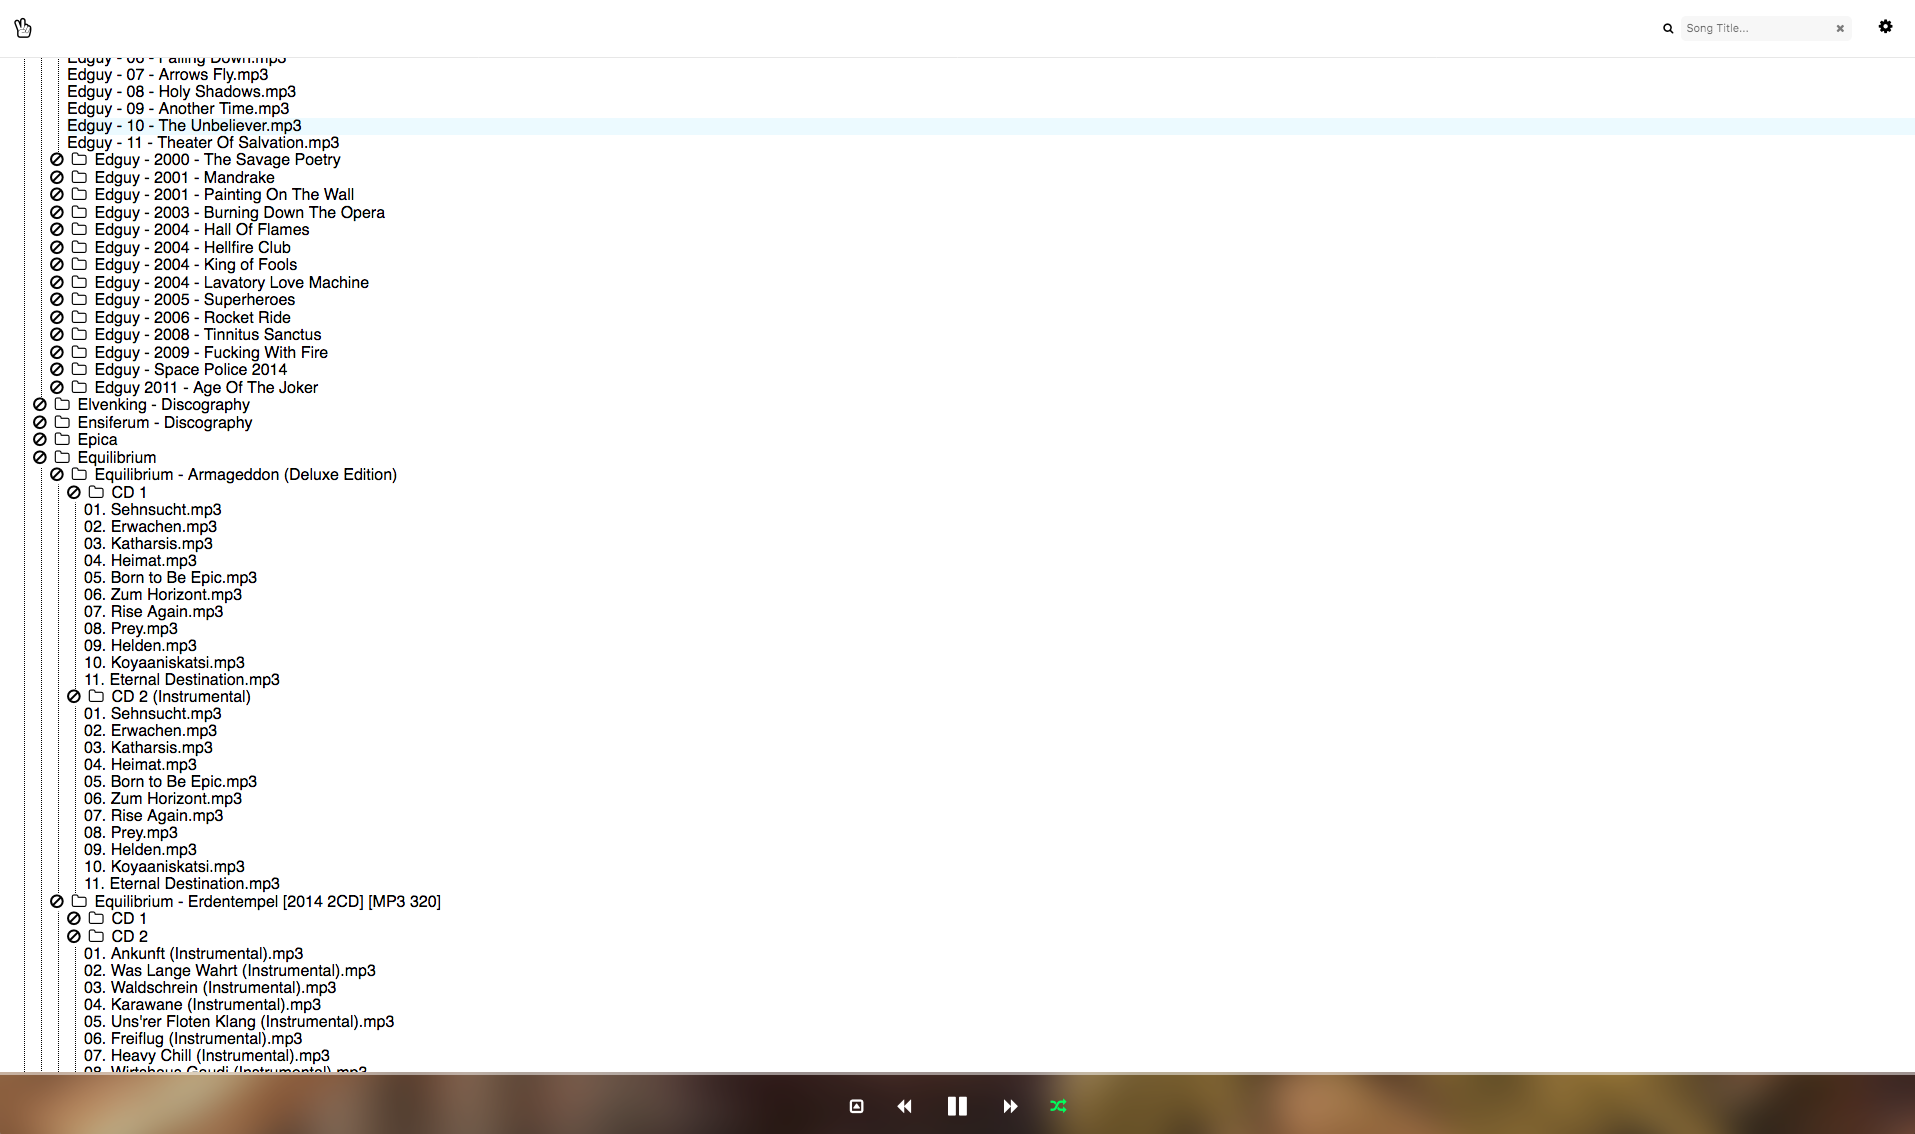 Song Title...
Edguy - 06 - Falling Down.mp3
Edguy - 07 - Arrows Fly.mp3
Edguy - 08 - Holy Shadows.mp3
Edguy - 09 - Another Time.mp3
Edguy - 10 - The Unbeliever.mp3
Edguy - 11 - Theater Of Salvation.mp3
Edguy - 2000 - The Savage Poetry
Edguy - 2001 - Mandrake
Edguy - 2001 - Painting On The Wall
Edguy - 2003 - Burning Down The Opera
Edguy - 2004 - Hall Of Flames
Edguy - 2004 - Hellfire Club
Edguy - 2004 - King of Fools
Edguy - 2004 - Lavatory Love Machine
Edguy - 2005 - Superheroes
Edguy - 2006 - Rocket Ride
Edguy - 2008 - Tinnitus Sanctus
Edguy - 2009 - Fucking With Fire
Edguy - Space Police 2014
Edguy 2011 - Age Of The Joker
Elvenking - Discography
Ensiferum - Discography
Epica
Equilibrium
Equilibrium - Armageddon (Deluxe Edition)
CD 1
01. Sehnsucht.mp3
02. Erwachen.mp3
03. Katharsis.mp3
04. Heimat.mp3
05. Born to Be Epic.mp3
06. Zum Horizont.mp3
07. Rise Again.mp3
08. Prey.mp3
09. Helden.mp3
10. Koyaaniskatsi.mp3
11. Eternal Destination.mp3
CD 2 (Instrumental)
01. Sehnsucht.mp3
02. Erwachen.mp3
03. Katharsis.mp3
04. Heimat.mp3
05. Born to Be Epic.mp3
06. Zum Horizont.mp3
07. Rise Again.mp3
08. Prey.mp3
09. Helden.mp3
10. Koyaaniskatsi.mp3
11. Eternal Destination.mp3
Equilibrium - Erdentempel [2014 2CD] [MP3 320]
CD 1
CD 2
01. Ankunft (Instrumental).mp3
02. Was Lange Wahrt (Instrumental).mp3
03. Waldschrein (Instrumental).mp3
04. Karawane (Instrumental).mp3
05. Uns'rer Floten Klang (Instrumental).mp3
06. Freiflug (Instrumental).mp3
07. Heavy Chill (Instrumental).mp3
08. Wirtshaus Gaudi (Instrumental).mp3